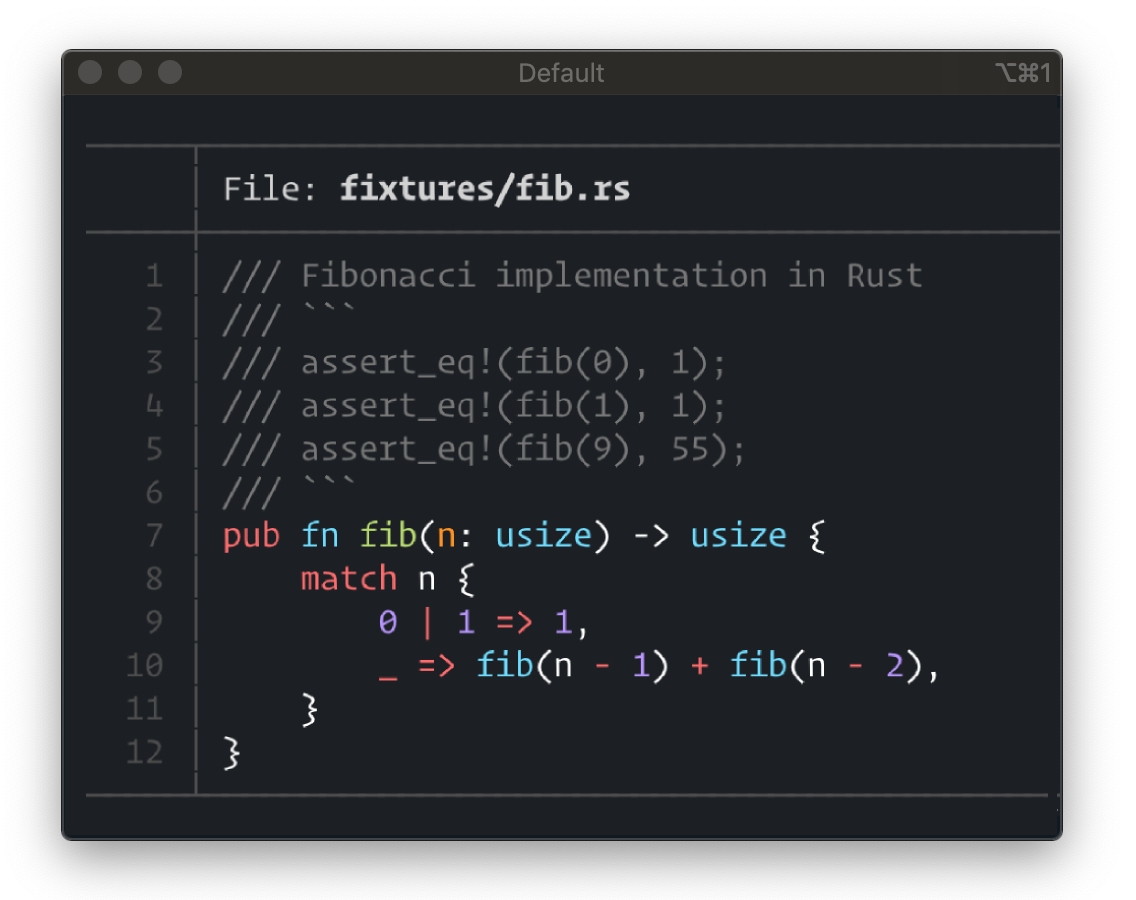 Default ⌥⌘1
File: fixtures/fib.rs
1 /// Fibonacci implementation in Rust
2 /// ```
3 /// assert_eq!(fib(0), 1);
4 /// assert_eq!(fib(1), 1);
5 /// assert_eq!(fib(9), 55);
6 /// ```
7 pub fn fib(n: usize) -> usize {
8     match n {
9         0 | 1 => 1,
10         _ => fib(n - 1) + fib(n - 2),
11     }
12 }